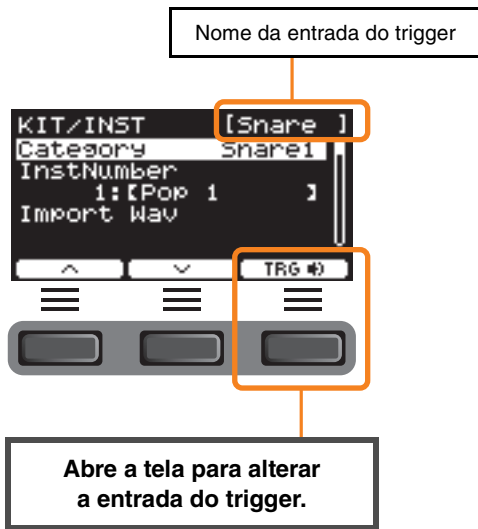 Nome da entrada do trigger
KIT/INST [Snare ]
Category Snare1
InstNumber
1:[Pop 1 ]
Import Wav
TRG
Abre a tela para alterar
a entrada do trigger.